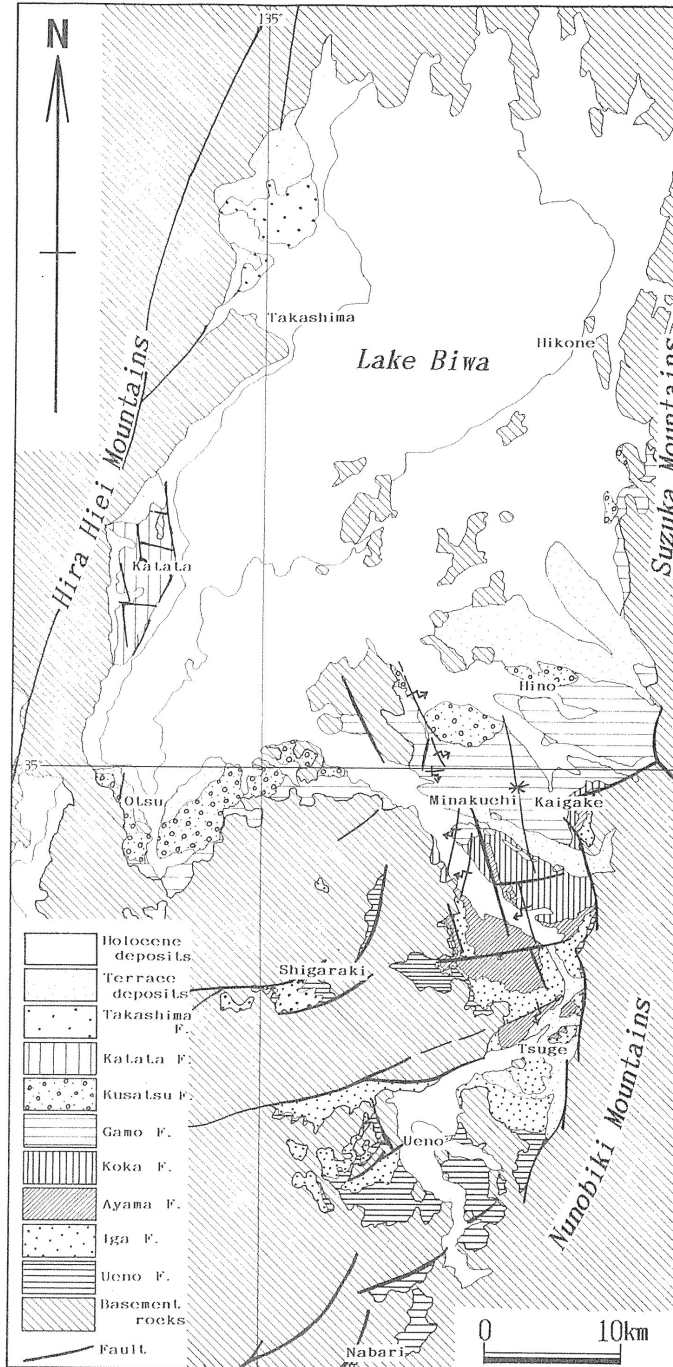 135°
N
Takashima
Lake Biwa
Hikone
Hira Hiei Mountains
Suzuka Mountains
Katata
Hino
35°
Otsu
Minakuchi
Kaigake
Holocene
deposits
Terrace
deposits
Takashima
F.
Katata F.
Kusatsu F.
Gamo F.
Koka F.
Ayama F.
Iga F.
Ueno F.
Basement
rocks
Fault
Shigaraki
Tsuge
Ueno
Nunobiki Mountains
Nabari
0 10km